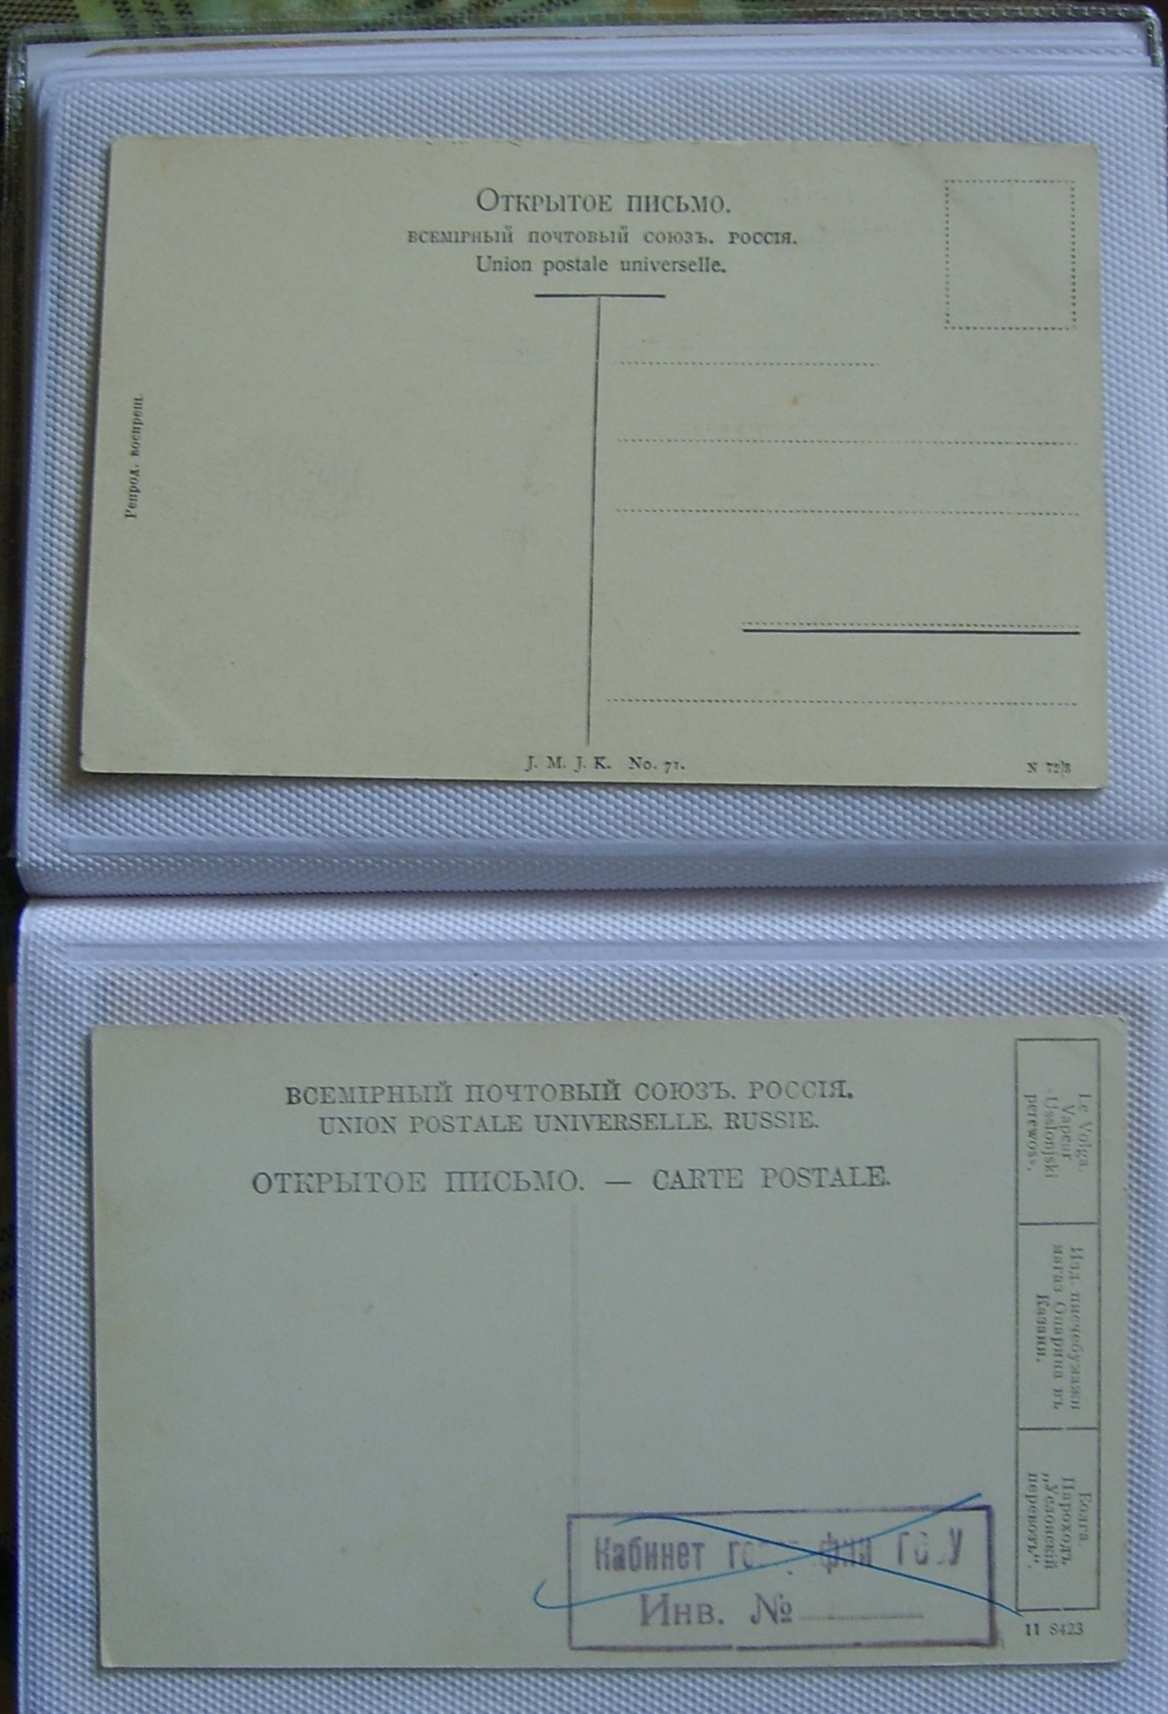 Открытое письмо.
всемірный почтовый союзъ. россія.
Union postale universelle.
Репрод. воспрещ.
J. M. J. K. No. 71.
N 72/3
ВСЕМІРНЫЙ ПОЧТОВЫЙ СОЮЗЪ. РОССІЯ.
UNION POSTALE UNIVERSELLE. RUSSIE.
ОТКРЫТОЕ ПИСЬМО. — CARTE POSTALE.
Le Volga.
Vapeur
„Usslonjski
perewos».
Изд. писчебумажн
магаз Опарина въ
Казани.
Волга.
Пароходъ
„Услонскій
перевозъ".
Кабинет
Инв. №
11 8423